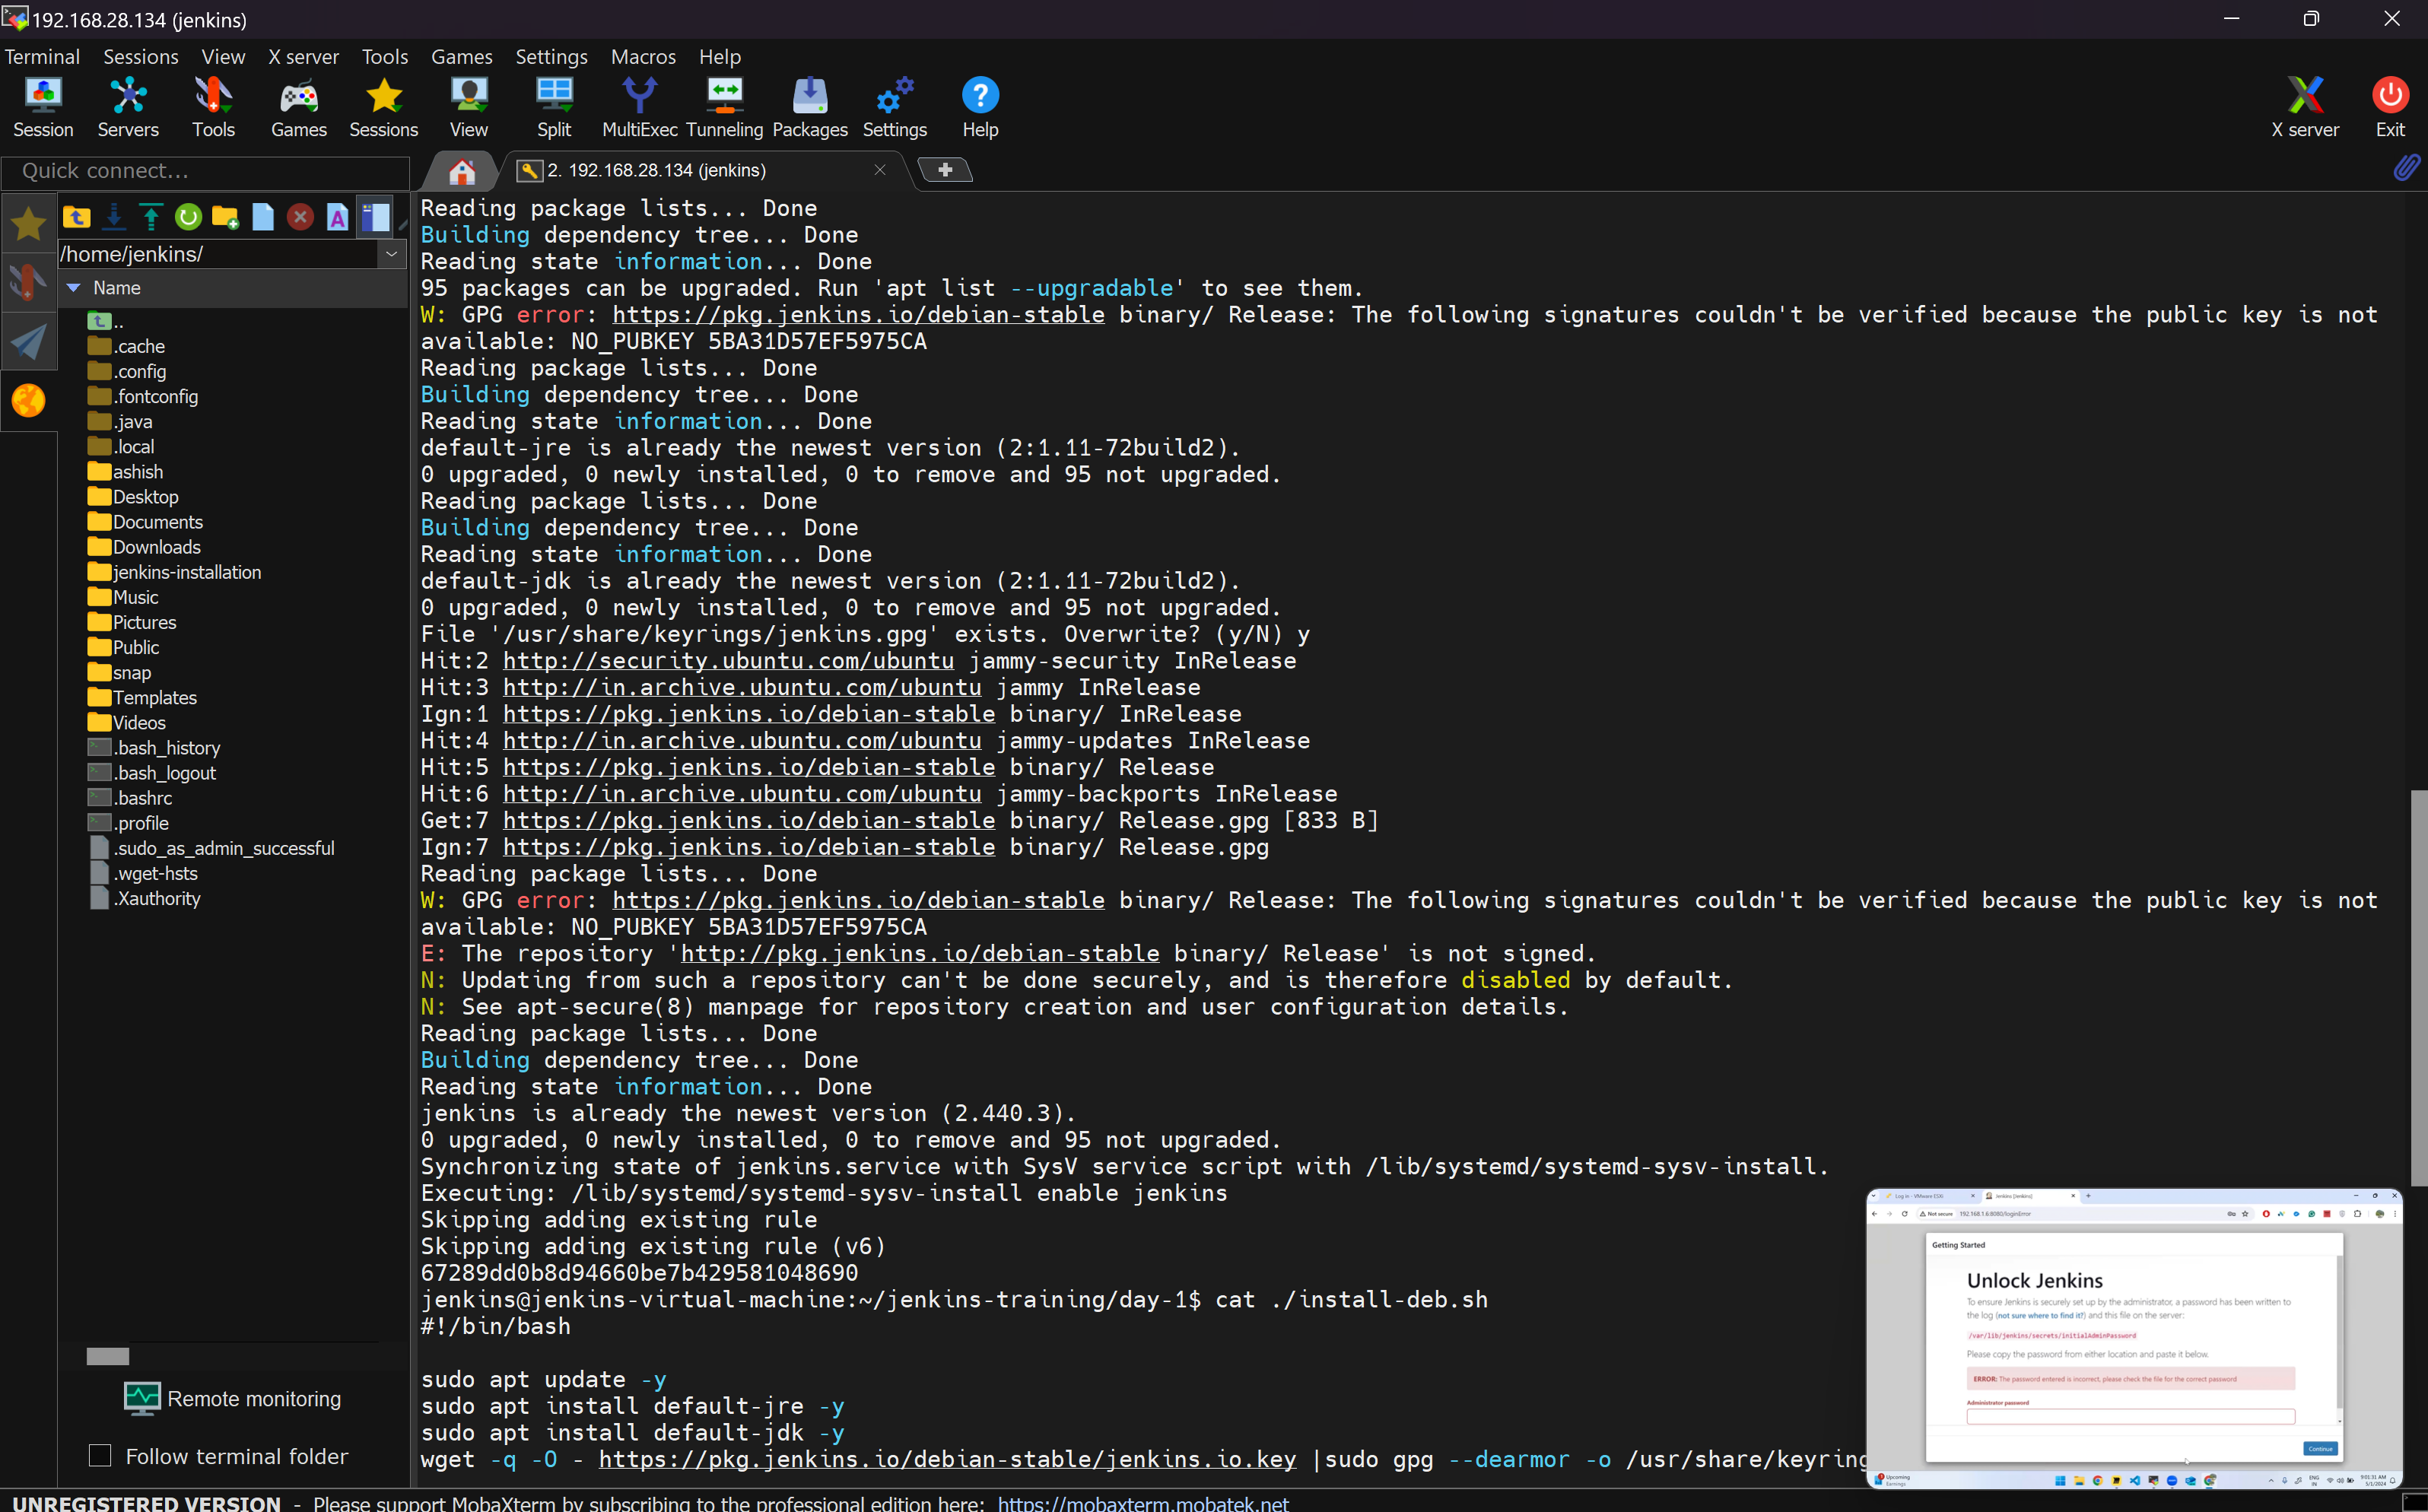 192.168.28.134 (jenkins)
Terminal Sessions View X server Tools Games Settings Macros Help
Session Servers Tools Games Sessions View Split MultiExec Tunneling Packages Settings Help X server Exit
Quick connect...
2. 192.168.28.134 (jenkins)
/home/jenkins/
Name
..
.cache
.config
.fontconfig
.java
.local
ashish
Desktop
Documents
Downloads
jenkins-installation
Music
Pictures
Public
snap
Templates
Videos
.bash_history
.bash_logout
.bashrc
.profile
.sudo_as_admin_successful
.wget-hsts
.Xauthority
Remote monitoring
Follow terminal folder
Reading package lists... Done
Building dependency tree... Done
Reading state information... Done
95 packages can be upgraded. Run 'apt list --upgradable' to see them.
W: GPG error: https://pkg.jenkins.io/debian-stable binary/ Release: The following signatures couldn't be verified because the public key is not
available: NO_PUBKEY 5BA31D57EF5975CA
Reading package lists... Done
Building dependency tree... Done
Reading state information... Done
default-jre is already the newest version (2:1.11-72build2).
0 upgraded, 0 newly installed, 0 to remove and 95 not upgraded.
Reading package lists... Done
Building dependency tree... Done
Reading state information... Done
default-jdk is already the newest version (2:1.11-72build2).
0 upgraded, 0 newly installed, 0 to remove and 95 not upgraded.
File '/usr/share/keyrings/jenkins.gpg' exists. Overwrite? (y/N) y
Hit:2 http://security.ubuntu.com/ubuntu jammy-security InRelease
Hit:3 http://in.archive.ubuntu.com/ubuntu jammy InRelease
Ign:1 https://pkg.jenkins.io/debian-stable binary/ InRelease
Hit:4 http://in.archive.ubuntu.com/ubuntu jammy-updates InRelease
Hit:5 https://pkg.jenkins.io/debian-stable binary/ Release
Hit:6 http://in.archive.ubuntu.com/ubuntu jammy-backports InRelease
Get:7 https://pkg.jenkins.io/debian-stable binary/ Release.gpg [833 B]
Ign:7 https://pkg.jenkins.io/debian-stable binary/ Release.gpg
Reading package lists... Done
W: GPG error: https://pkg.jenkins.io/debian-stable binary/ Release: The following signatures couldn't be verified because the public key is not
available: NO_PUBKEY 5BA31D57EF5975CA
E: The repository 'http://pkg.jenkins.io/debian-stable binary/ Release' is not signed.
N: Updating from such a repository can't be done securely, and is therefore disabled by default.
N: See apt-secure(8) manpage for repository creation and user configuration details.
Reading package lists... Done
Building dependency tree... Done
Reading state information... Done
jenkins is already the newest version (2.440.3).
0 upgraded, 0 newly installed, 0 to remove and 95 not upgraded.
Synchronizing state of jenkins.service with SysV service script with /lib/systemd/systemd-sysv-install.
Executing: /lib/systemd/systemd-sysv-install enable jenkins
Skipping adding existing rule
Skipping adding existing rule (v6)
67289dd0b8d94660be7b429581048690
jenkins@jenkins-virtual-machine:~/jenkins-training/day-1$ cat ./install-deb.sh
#!/bin/bash
sudo apt update -y
sudo apt install default-jre -y
sudo apt install default-jdk -y
wget -q -O - https://pkg.jenkins.io/debian-stable/jenkins.io.key |sudo gpg --dearmor -o /usr/share/keyring
Log in - VMware ESXi
Jenkins [Jenkins]
Not secure 192.168.1.6:8080/loginError
Getting Started
Unlock Jenkins
To ensure Jenkins is securely set up by the administrator, a password has been written to
the log (not sure where to find it?) and this file on the server:
/var/lib/jenkins/secrets/initialAdminPassword
Please copy the password from either location and paste it below.
ERROR: The password entered is incorrect, please check the file for the correct password
Administrator password
Continue
Upcoming
Earnings
ENG
IN
9:01:31 AM
5/1/2024
UNREGISTERED VERSION - Please support MobaXterm by subscribing to the professional edition here: https://mobaxterm.mobatek.net